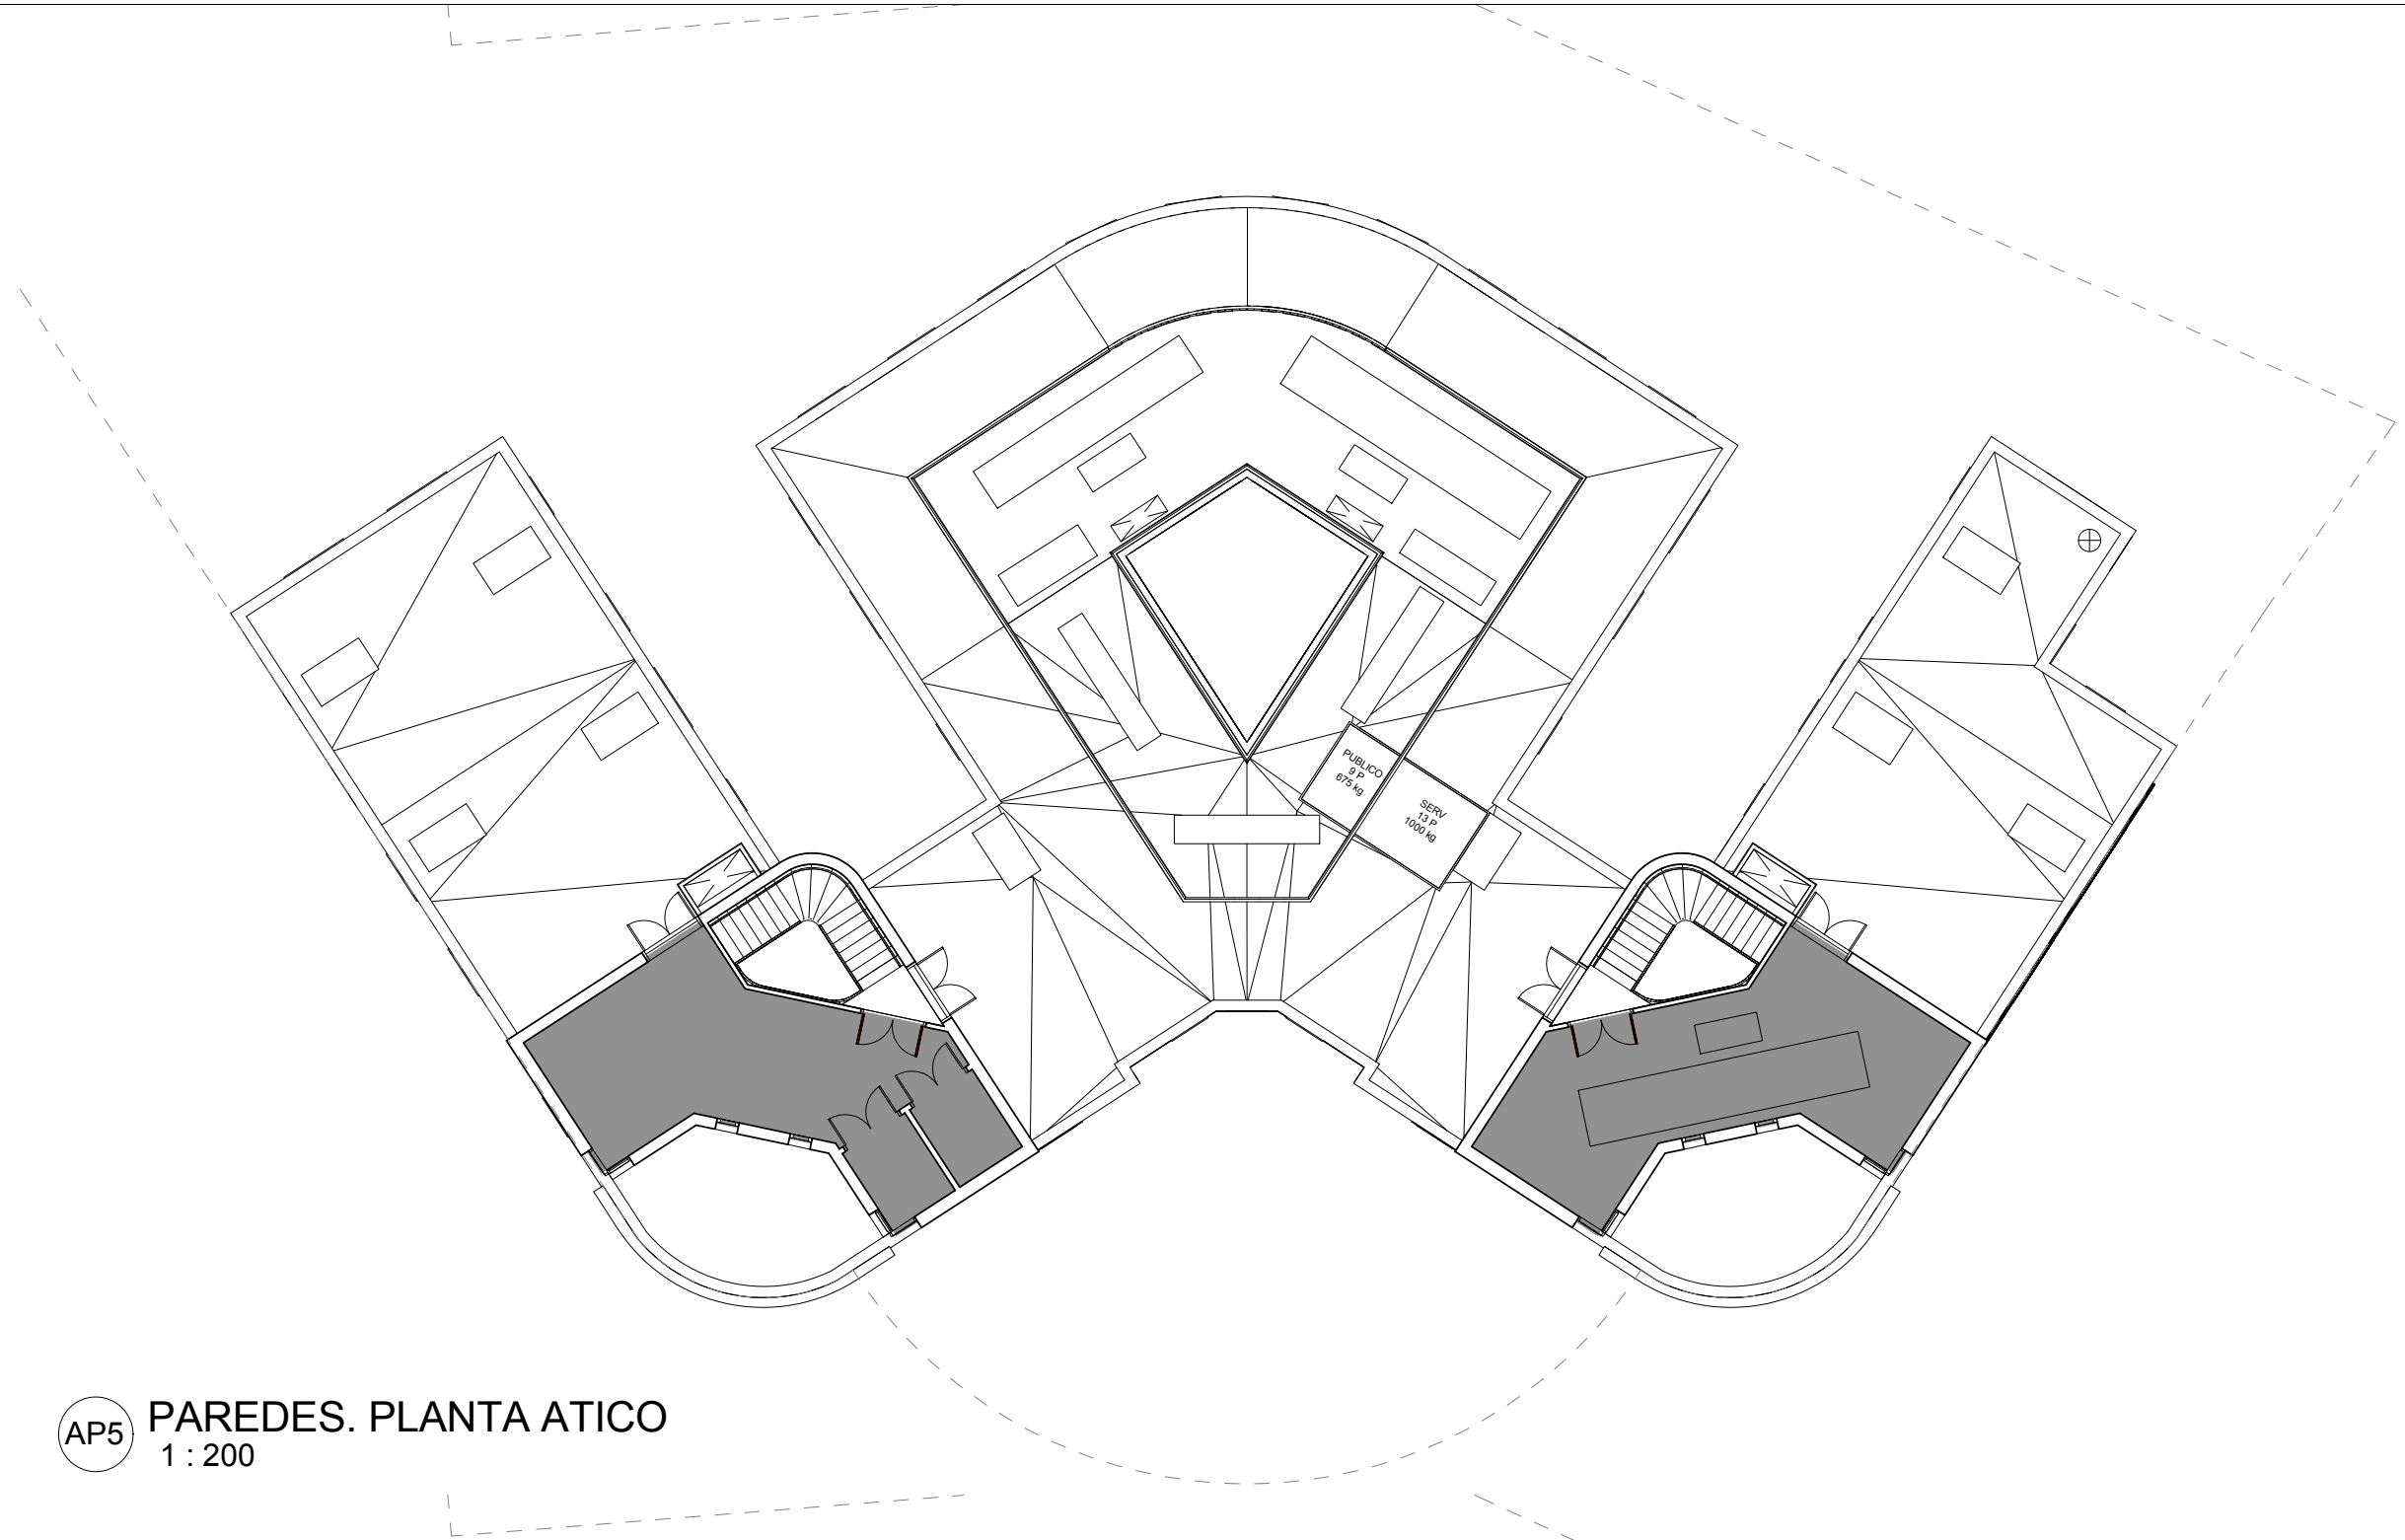 PUBLICO
9 P
675 kg
SERV
13 P
1000 kg
AP5
PAREDES. PLANTA ATICO
1 : 200